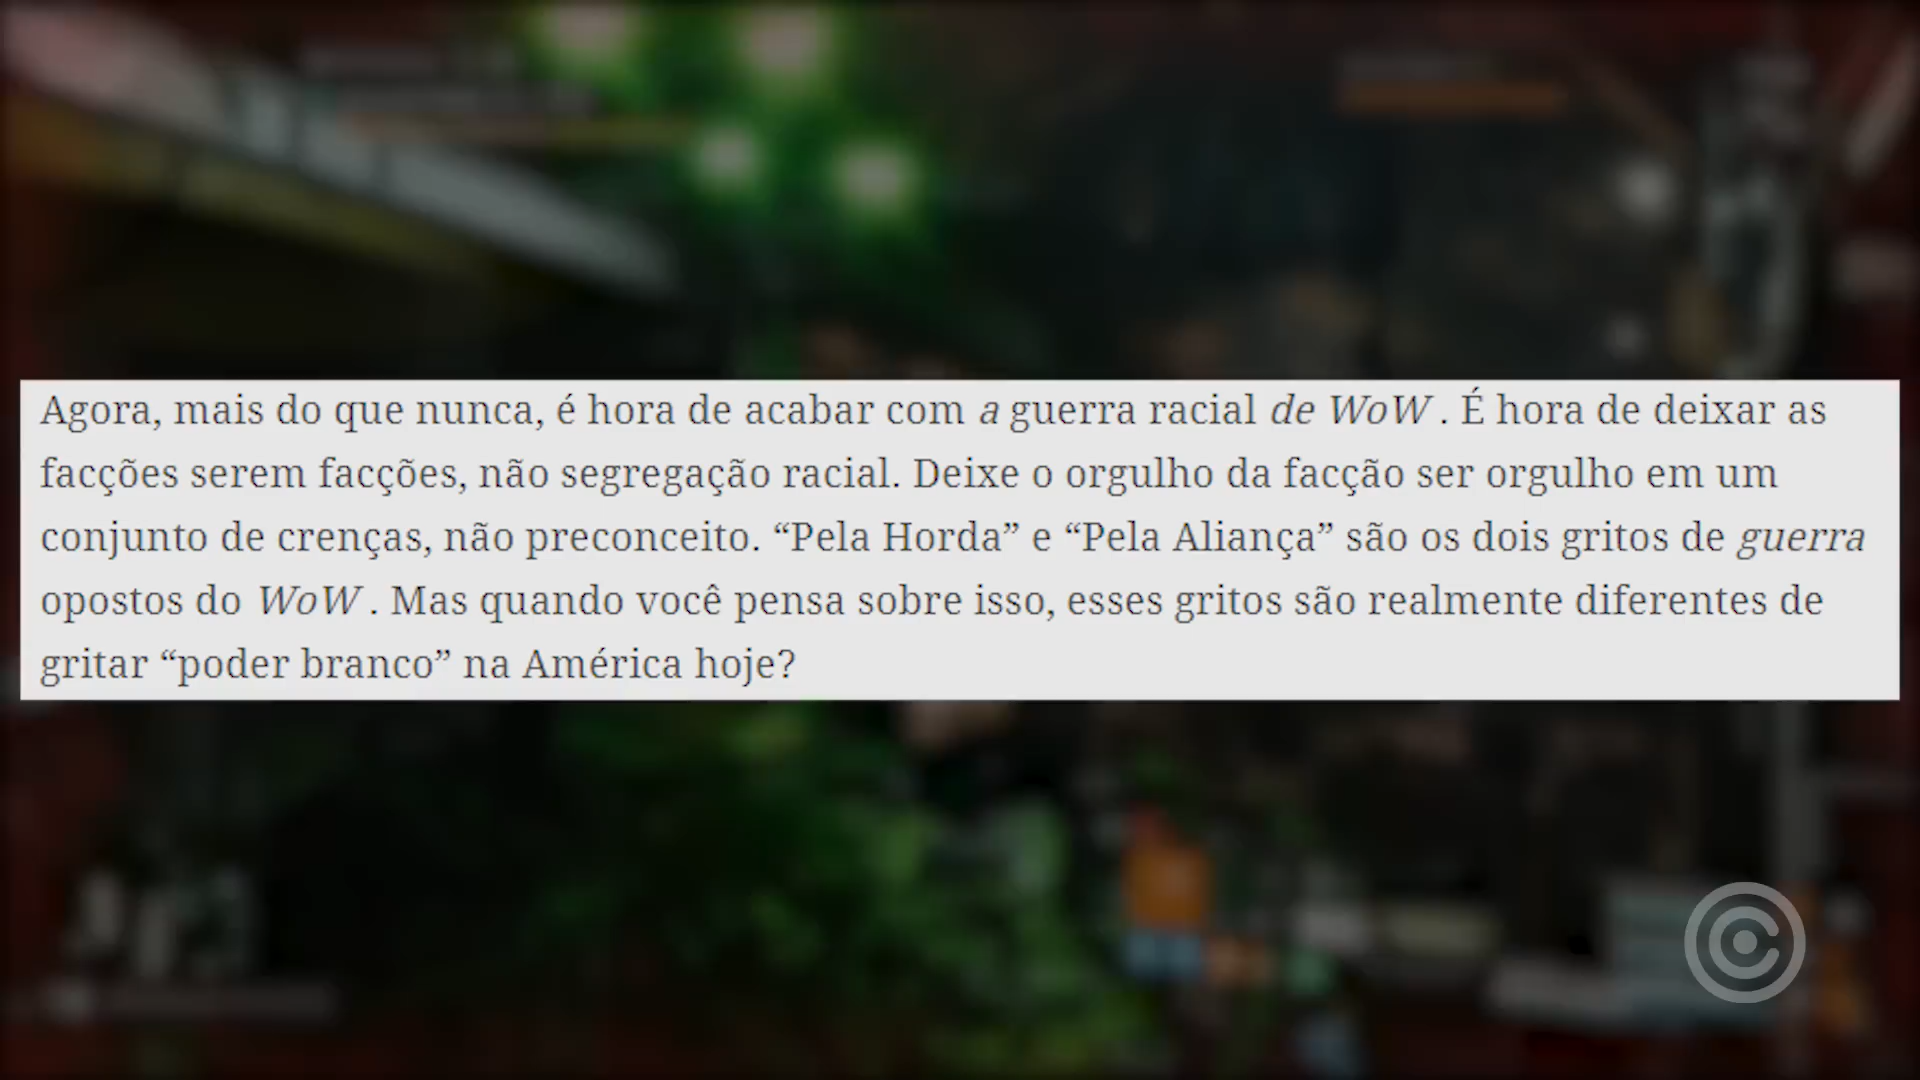 Agora, mais do que nunca, é hora de acabar com a guerra racial de WoW . É hora de deixar as
facções serem facções, não segregação racial. Deixe o orgulho da facção ser orgulho em um
conjunto de crenças, não preconceito. “Pela Horda” e “Pela Aliança” são os dois gritos de guerra
opostos do WoW . Mas quando você pensa sobre isso, esses gritos são realmente diferentes de
gritar “poder branco” na América hoje?